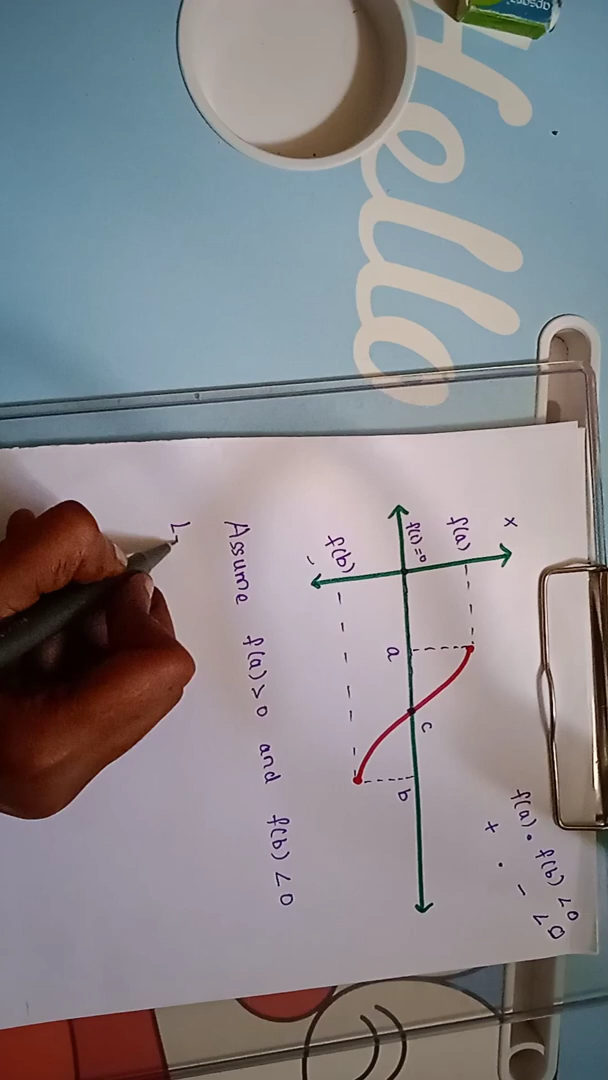 Hello
f(a) · f(b) < 0
+ · - < 0
x
f(a)
f(x)=0
f(b)
-
a
c
b
Assume f(a)>0 and f(b) <0